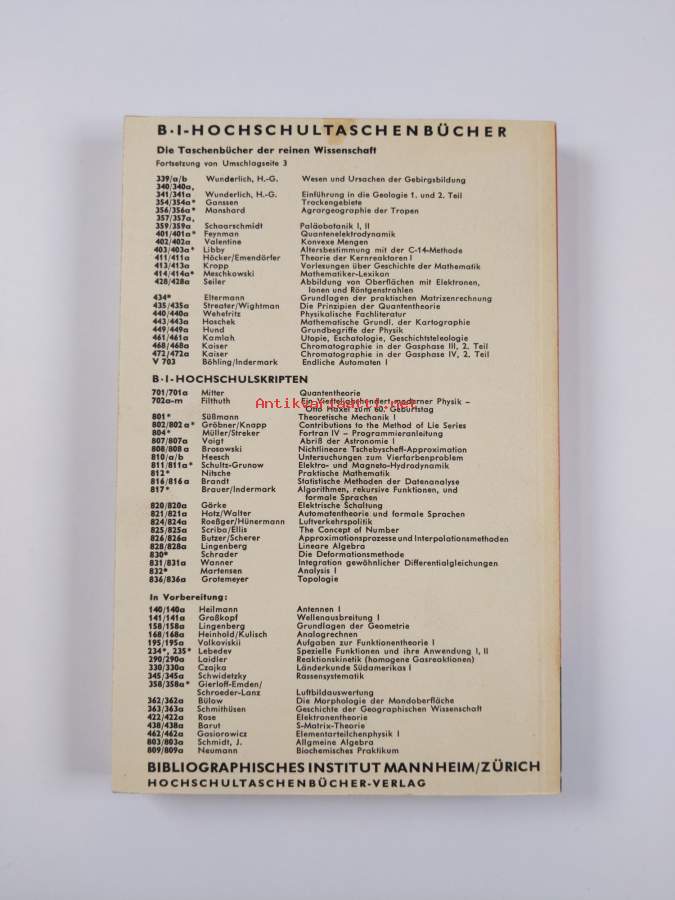 B·I-HOCHSCHULTASCHENBÜCHER
Die Taschenbücher der reinen Wissenschaft
Fortsetzung von Umschlagseite 3
339/a/b Wunderlich, H.-G. Wesen und Ursachen der Gebirgsbildung
340/340a,
341/341a Wunderlich, H.-G. Einführung in die Geologie 1. und 2. Teil
354/354a* Ganssen Trockengebiete
356/356a* Manshard Agrargeographie der Tropen
357/357a,
359/359a Schaarschmidt Paläobotanik I, II
401/401a* Feynman Quantenelektrodynamik
402/402a Valentine Konvexe Mengen
403/403a* Libby Altersbestimmung mit der C-14-Methode
411/411a Höcker/Emendörfer Theorie der Kernreaktoren I
413/413a Kropp Vorlesungen über Geschichte der Mathematik
414/414a* Meschkowski Mathematiker-Lexikon
428/428a Seiler Abbildung von Oberflächen mit Elektronen,
Ionen und Röntgenstrahlen
434* Eltermann Grundlagen der praktischen Matrizenrechnung
435/435a Streater/Wightman Die Prinzipien der Quantentheorie
440/440a Wehefritz Physikalische Fachliteratur
443/443a Hoschek Mathematische Grundl. der Kartographie
449/449a Hund Grundbegriffe der Physik
461/461a Kamlah Utopie, Eschatologie, Geschichtsteleologie
468/468a Kaiser Chromatographie in der Gasphase III, 2. Teil
472/472a Kaiser Chromatographie in der Gasphase IV, 2. Teil
V 703 Böhling/Indermark Endliche Automaten I
B·I-HOCHSCHULSKRIPTEN
701/701a Mitter Quantentheorie
702a-m Filthuth Ein Vierteljahrhundert moderner Physik –
Otto Haxel zum 60. Geburtstag
Antikvariaatti.net
801* Süßmann Theoretische Mechanik I
802/802a* Gröbner/Knapp Contributions to the Method of Lie Series
804* Müller/Streker Fortran IV – Programmieranleitung
807/807a Voigt Abriß der Astronomie I
808/808a Brosowski Nichtlineare Tschebyscheff-Approximation
810/a/b Heesch Untersuchungen zum Vierfarbenproblem
811/811a* Schultz-Grunow Elektro- und Magneto-Hydrodynamik
812* Nitsche Praktische Mathematik
816/816a Brandt Statistische Methoden der Datenanalyse
817* Brauer/Indermark Algorithmen, rekursive Funktionen, und
formale Sprachen
820/820a Görke Elektrische Schaltung
821/821a Hotz/Walter Automatentheorie und formale Sprachen
824/824a Roeßger/Hünermann Luftverkehrspolitik
825/825a Scriba/Ellis The Concept of Number
826/826a Butzer/Scherer Approximationsprozesse und Interpolationsmethoden
828/828a Lingenberg Lineare Algebra
830* Schrader Die Deformationsmethode
831/831a Wanner Integration gewöhnlicher Differentialgleichungen
832* Martensen Analysis I
836/836a Grotemeyer Topologie
In Vorbereitung:
140/140a Heilmann Antennen I
141/141a Großkopf Wellenausbreitung I
158/158a Lingenberg Grundlagen der Geometrie
168/168a Heinhold/Kulisch Analogrechnen
195/195a Volkoviskii Aufgaben zur Funktionentheorie I
234*, 235* Lebedev Spezielle Funktionen und ihre Anwendung I, II
290/290a Laidler Reaktionskinetik (homogene Gasreaktionen)
330/330a Czajka Länderkunde Südamerikas I
345/345a Schwidetzky Rassensystematik
358/358a* Gierloff-Emden/
Schroeder-Lanz Luftbildauswertung
362/362a Bülow Die Morphologie der Mondoberfläche
363/363a Schmithüsen Geschichte der Geographischen Wissenschaft
422/422a Rose Elektronentheorie
438/438a Barut S-Matrix-Theorie
462/462a Gasiorowicz Elementarteilchenphysik I
803/803a Schmidt, J. Allgmeine Algebra
809/809a Neumann Biochemisches Praktikum
BIBLIOGRAPHISCHES INSTITUT MANNHEIM/ZÜRICH
HOCHSCHULTASCHENBÜCHER-VERLAG